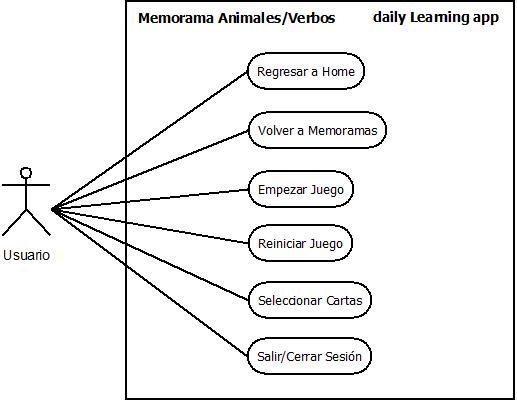 Memorama Animales/Verbos daily Learning app
Regresar a Home
Volver a Memoramas
Empezar Juego
Reiniciar Juego
Usuario
Seleccionar Cartas
Salir/Cerrar Sesión